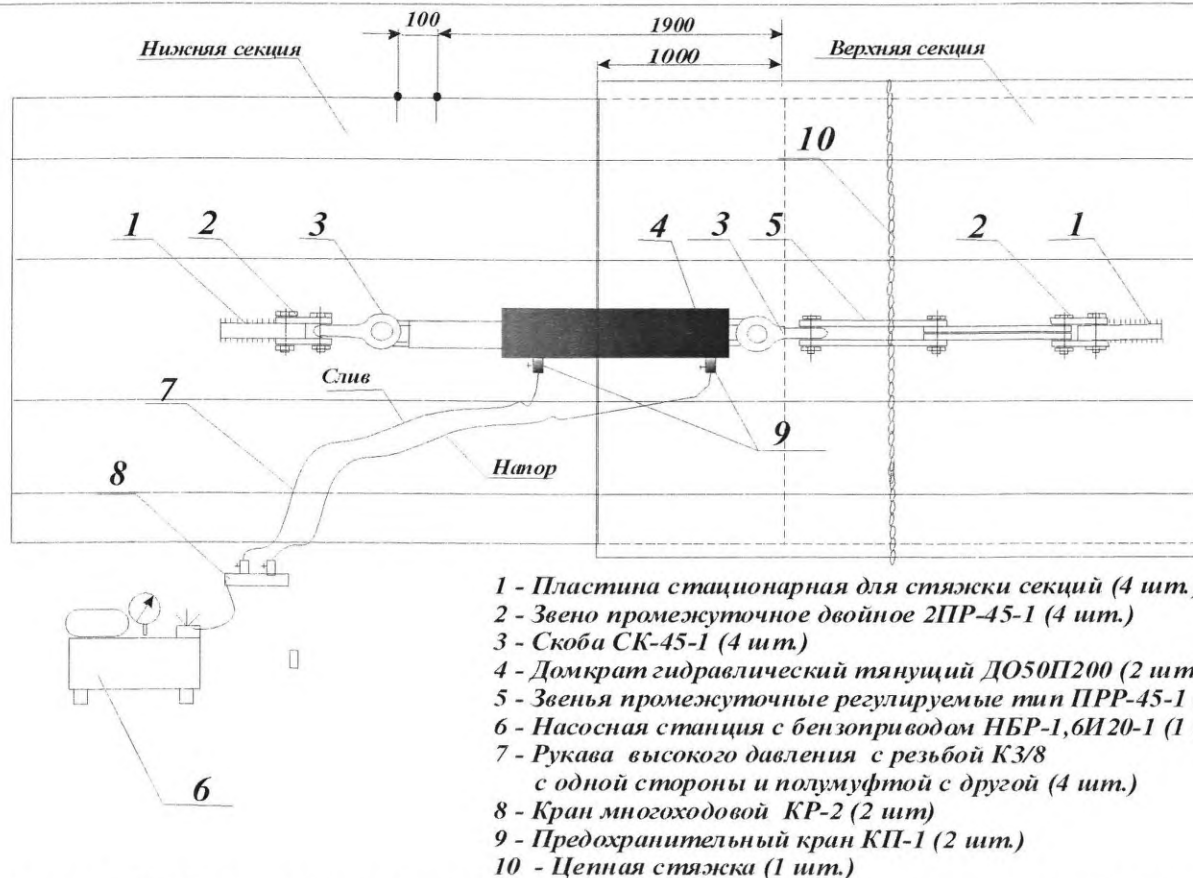 100
1900
Нижняя секция
Верхняя секция
1000
10
1
2
3
4
3
5
2
1
Слив
7
9
Напор
8
6
1 - Пластина стационарная для стяжки секций (4 шт.)
2 - Звено промежуточное двойное 2ПР-45-1 (4 шт.)
3 - Скоба СК-45-1 (4 шт.)
4 - Домкрат гидравлический тянущий ДО50П200 (2 шт
5 - Звенья промежуточные регулируемые тип ПРР-45-1
6 - Насосная станция с бензоприводом НБР-1,6И20-1 (1
7 - Рукава высокого давления с резьбой К3/8
с одной стороны и полумуфтой с другой (4 шт.)
8 - Кран многоходовой КР-2 (2 шт)
9 - Предохранительный кран КП-1 (2 шт.)
10 - Цепная стяжка (1 шт.)